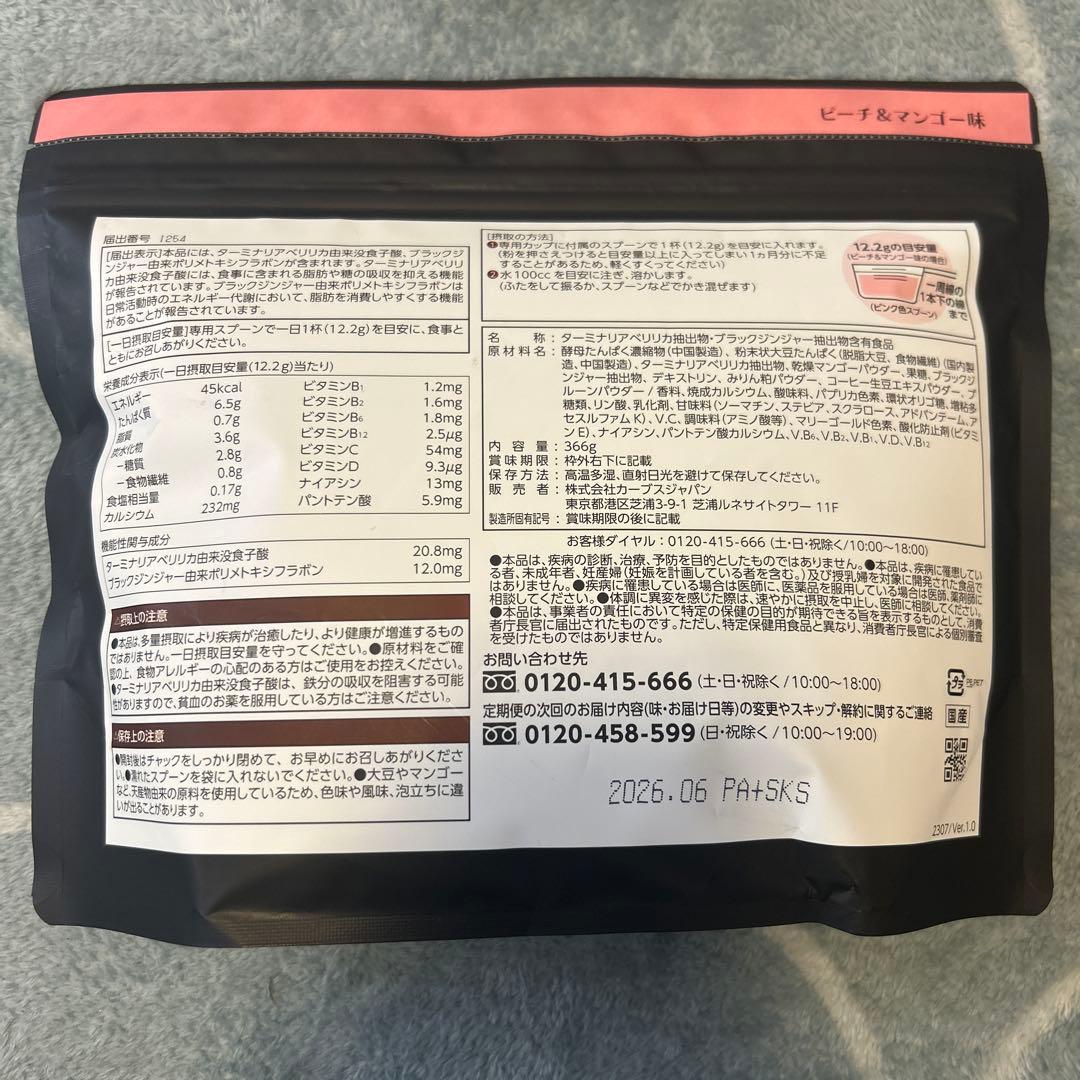 ピーチ＆マンゴー味
届出番号 I254
[届出表示]本品には、ターミナリアベリリカ由来没食子酸、ブラックジ
ンジャー由来ポリメトキシフラボンが含まれます。ターミナリアベリリ
カ由来没食子酸には、食事に含まれる脂肪や糖の吸収を抑える機能
が報告されています。ブラックジンジャー由来ポリメトキシフラボンは
日常活動時のエネルギー代謝において、脂肪を消費しやすくする機能
があることが報告されています。
[一日摂取目安量]専用スプーンで一日1杯(12.2g)を目安に、食事と
ともにお召しあがりください。
栄養成分表示(一日摂取目安量(12.2g)当たり)
エネルギー 45kcal ビタミンB1 1.2mg
たんぱく質 6.5g ビタミンB2 1.6mg
脂質 0.7g ビタミンB6 1.8mg
炭水化物 3.6g ビタミンB12 2.5μg
－糖質 2.8g ビタミンC 54mg
－食物繊維 0.8g ビタミンD 9.3μg
食塩相当量 0.17g ナイアシン 13mg
カルシウム 232mg パントテン酸 5.9mg
機能性関与成分
ターミナリアベリリカ由来没食子酸 20.8mg
ブラックジンジャー由来ポリメトキシフラボン 12.0mg
⚠摂取上の注意
●本品は、多量摂取により疾病が治癒したり、より健康が増進するもの
ではありません。一日摂取目安量を守ってください。●原材料をご確
認の上、食物アレルギーの心配のある方はご使用をお控えください。
●ターミナリアベリリカ由来没食子酸は、鉄分の吸収を阻害する可能
性がありますので、貧血のお薬を服用している方はご注意ください。
⚠保存上の注意
●開封後はチャックをしっかり閉めて、お早めにお召しあがりくださ
い。●濡れたスプーンを袋に入れないでください。●大豆やマンゴー
など、天産物由来の原料を使用しているため、色味や風味、泡立ちに違
いが出ることがあります。
[摂取の方法]
❶専用カップに付属のスプーンで1杯(12.2g)を目安に入れます。
(粉を押さえつけると目安量以上に入ってしまい1ヵ月分に不足
することがあるため、軽くすくってください)
❷水100ccを目安に注ぎ、溶かします。
(ふたをして振るか、スプーンなどでかき混ぜます)
12.2gの目安量
(ピーチ&マンゴー味の場合)
一周線の
1本下の線
まで
(ピンク色スプーン)
名称：ターミナリアベリリカ抽出物・ブラックジンジャー抽出物含有食品
原材料名：酵母たんぱく濃縮物(中国製造)、粉末状大豆たんぱく(脱脂大豆、食物繊維)(国内製
造、中国製造)、ターミナリアベリリカ抽出物、乾燥マンゴーパウダー、果糖、ブラックジ
ンジャー抽出物、デキストリン、みりん粕パウダー、コーヒー生豆エキスパウダー、プ
ルーンパウダー / 香料、焼成カルシウム、酸味料、パプリカ色素、環状オリゴ糖、増粘多
糖類、リン酸、乳化剤、甘味料(ソーマチン、ステビア、スクラロース、アドバンテーム、ア
セスルファムK)、V.C、調味料(アミノ酸等)、マリーゴールド色素、酸化防止剤(ビタミ
ンE)、ナイアシン、パントテン酸カルシウム、V.B6、V.B2、V.B1、V.D、V.B12
内容量：366g
賞味期限：枠外右下に記載
保存方法：高温多湿、直射日光を避けて保存してください。
販売者：株式会社カーブスジャパン
東京都港区芝浦3-9-1 芝浦ルネサイトタワー 11F
製造所固有記号：賞味期限の後に記載
お客様ダイヤル：0120-415-666 (土・日・祝除く/10:00～18:00)
●本品は、疾病の診断、治療、予防を目的としたものではありません。●本品は、疾病に罹患してい
る者、未成年者、妊産婦(妊娠を計画している者を含む。)及び授乳婦を対象に開発された食品で
はありません。●疾病に罹患している場合は医師に、医薬品を服用している場合は医師、薬剤師に
相談してください。●体調に異変を感じた際は、速やかに摂取を中止し、医師に相談してください。
●本品は、事業者の責任において特定の保健の目的が期待できる旨を表示するものとして、消費
者庁長官に届出されたものです。ただし、特定保健用食品と異なり、消費者庁長官による個別審査
を受けたものではありません。
お問い合わせ先
0120-415-666 (土・日・祝除く/10:00～18:00)
定期便の次回のお届け内容(味・お届け日等)の変更やスキップ・解約に関するご連絡
0120-458-599 (日・祝除く/10:00～19:00)
プラ PE,PET
国産
2026.06 PA+SKS
2307/Ver.1.0